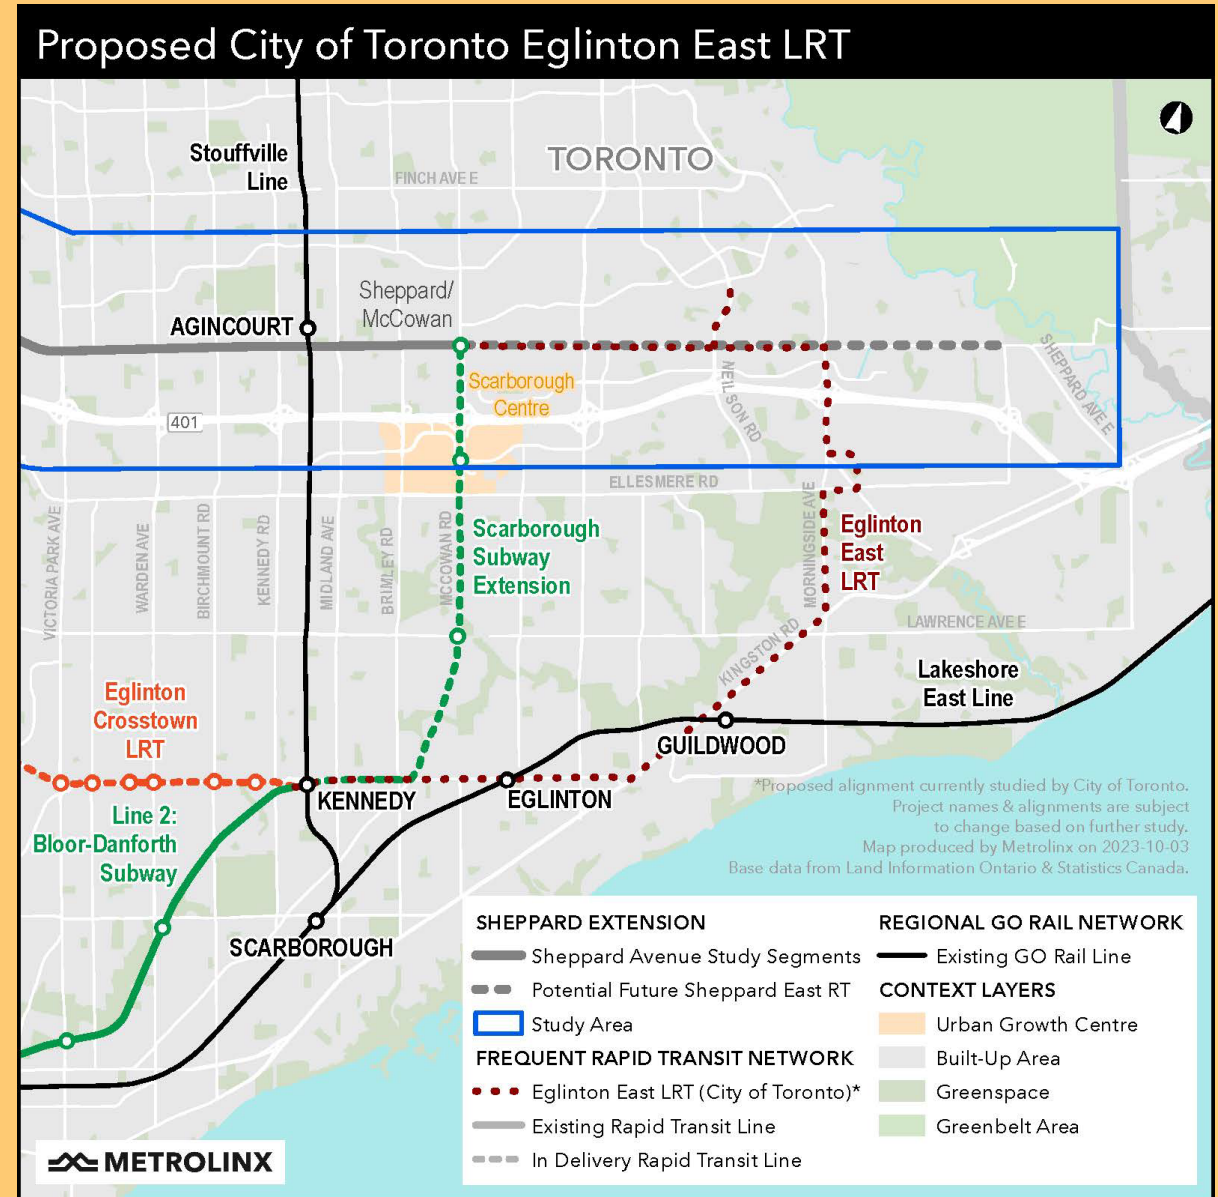 Proposed City of Toronto Eglinton East LRT
Stouffville
Line
TORONTO
FINCH AVE E
Sheppard/
McCowan
AGINCOURT
Scarborough
Centre
401
NEILSON RD
SHEPPARD AVE E
ELLESMERE RD
VICTORIA PARK AVE
WARDEN AVE
BIRCHMOUNT RD
KENNEDY RD
MIDLAND AVE
BRIMLEY RD
MCCOWAN RD
Scarborough
Subway
Extension
MORNINGSIDE AVE
Eglinton
East
LRT
KINGSTON RD
LAWRENCE AVE E
Lakeshore
East Line
Eglinton
Crosstown
LRT
GUILDWOOD
KENNEDY
EGLINTON
Line 2:
Bloor-Danforth
Subway
SCARBOROUGH
*Proposed alignment currently studied by City of Toronto.
Project names & alignments are subject
to change based on further study.
Map produced by Metrolinx on 2023-10-03
Base data from Land Information Ontario & Statistics Canada.
SHEPPARD EXTENSION
Sheppard Avenue Study Segments
Potential Future Sheppard East RT
Study Area
FREQUENT RAPID TRANSIT NETWORK
Eglinton East LRT (City of Toronto)*
Existing Rapid Transit Line
In Delivery Rapid Transit Line
REGIONAL GO RAIL NETWORK
Existing GO Rail Line
CONTEXT LAYERS
Urban Growth Centre
Built-Up Area
Greenspace
Greenbelt Area
METROLINX